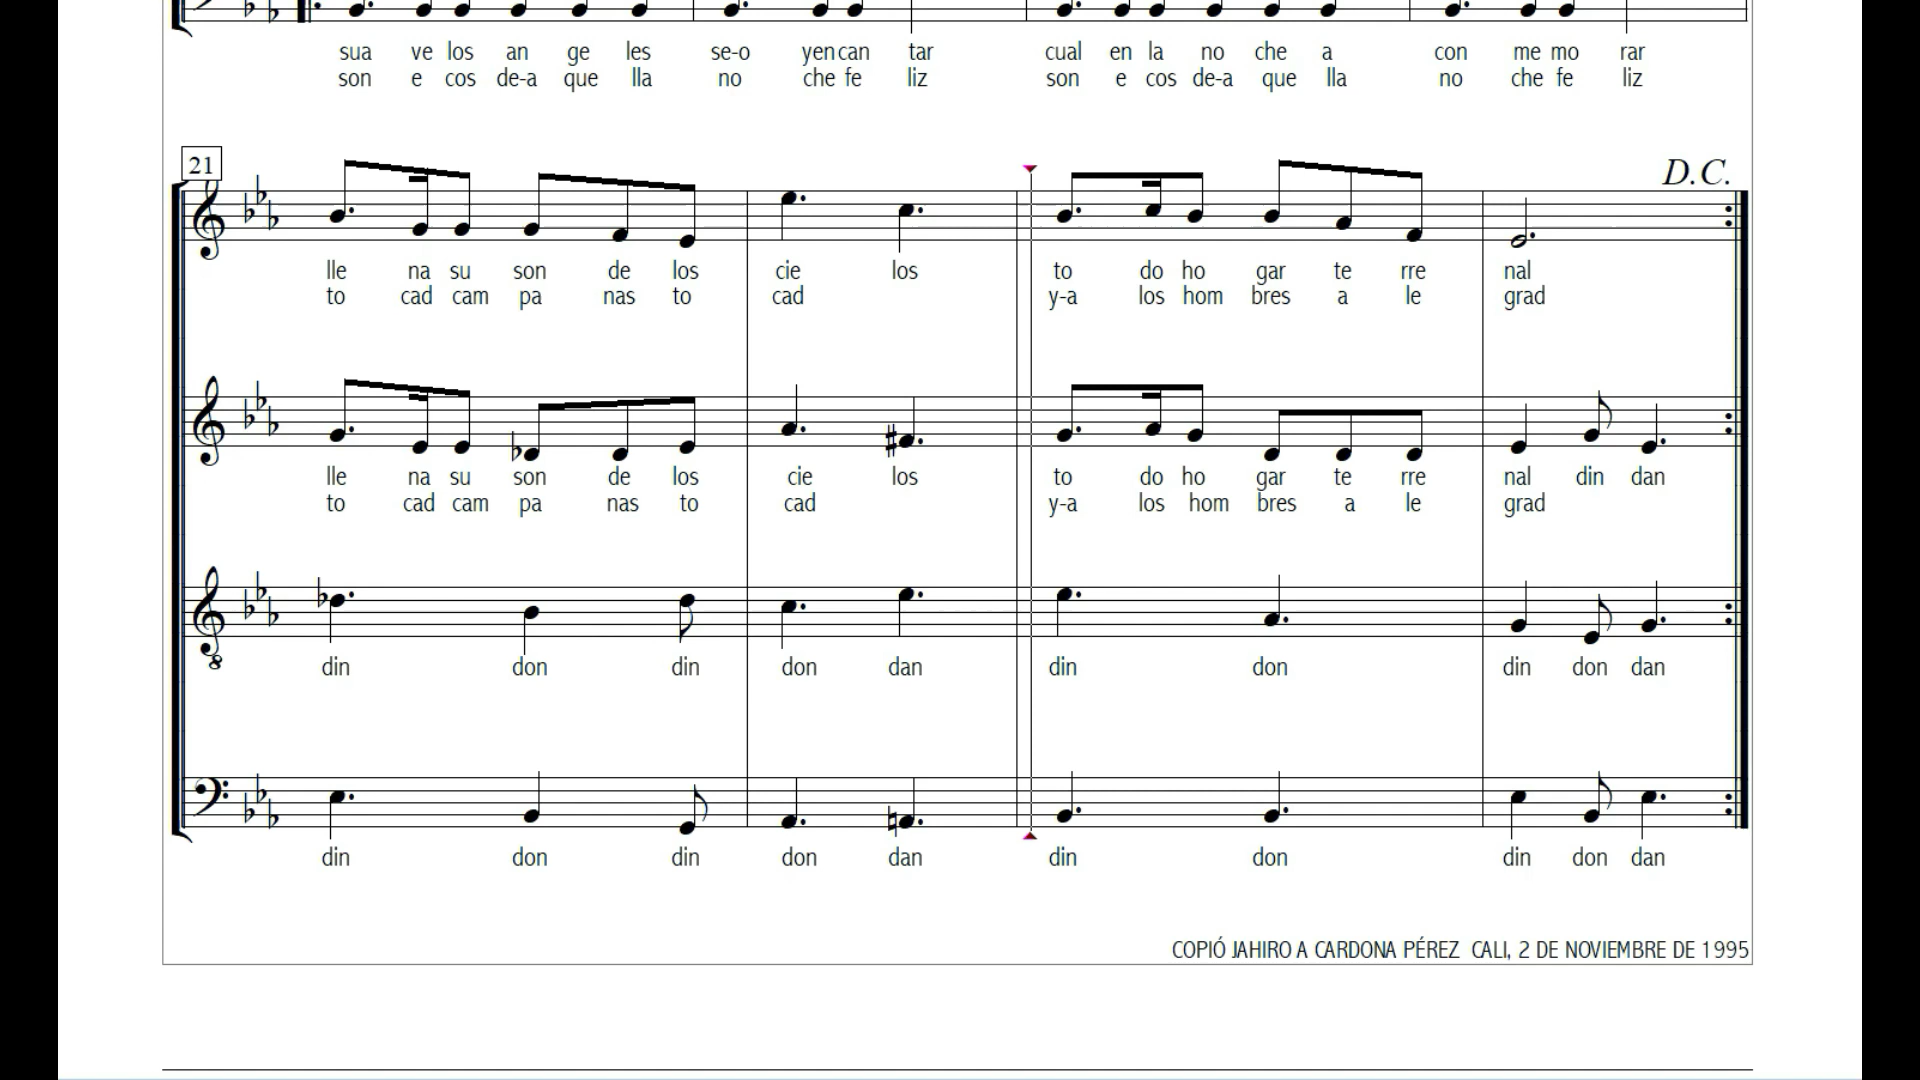 sua ve los an ge les se-o yen can tar cual en la no che a con me mo rar
son e cos de-a que lla no che fe liz son e cos de-a que lla no che fe liz
21
D.C.
lle na su son de los cie los to do ho gar te rre nal
to cad cam pa nas to cad y-a los hom bres a le grad
lle na su son de los cie los to do ho gar te rre nal din dan
to cad cam pa nas to cad y-a los hom bres a le grad
8
din don din don dan din don din don dan
din don din don dan din don din don dan
COPIÓ JAHIRO A CARDONA PÉREZ CALI, 2 DE NOVIEMBRE DE 1995